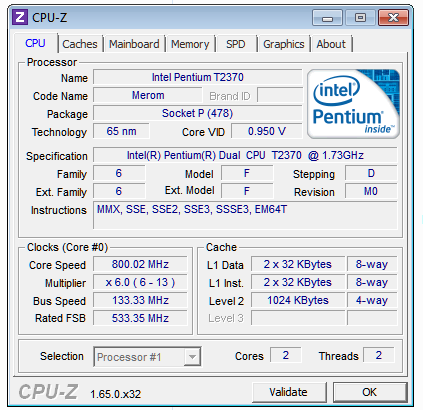 Z CPU-Z
CPU Caches Mainboard Memory SPD Graphics About
Processor
Name Intel Pentium T2370
Code Name Merom Brand ID
Package Socket P (478)
Technology 65 nm Core VID 0.950 V
intel
Pentium
inside™
Specification Intel(R) Pentium(R) Dual CPU T2370 @ 1.73GHz
Family 6 Model F Stepping D
Ext. Family 6 Ext. Model F Revision M0
Instructions MMX, SSE, SSE2, SSE3, SSSE3, EM64T
Clocks (Core #0)
Core Speed 800.02 MHz
Multiplier x 6.0 ( 6 - 13 )
Bus Speed 133.33 MHz
Rated FSB 533.35 MHz
Cache
L1 Data 2 x 32 KBytes 8-way
L1 Inst. 2 x 32 KBytes 8-way
Level 2 1024 KBytes 4-way
Level 3
Selection Processor #1 Cores 2 Threads 2
CPU-Z 1.65.0.x32 Validate OK